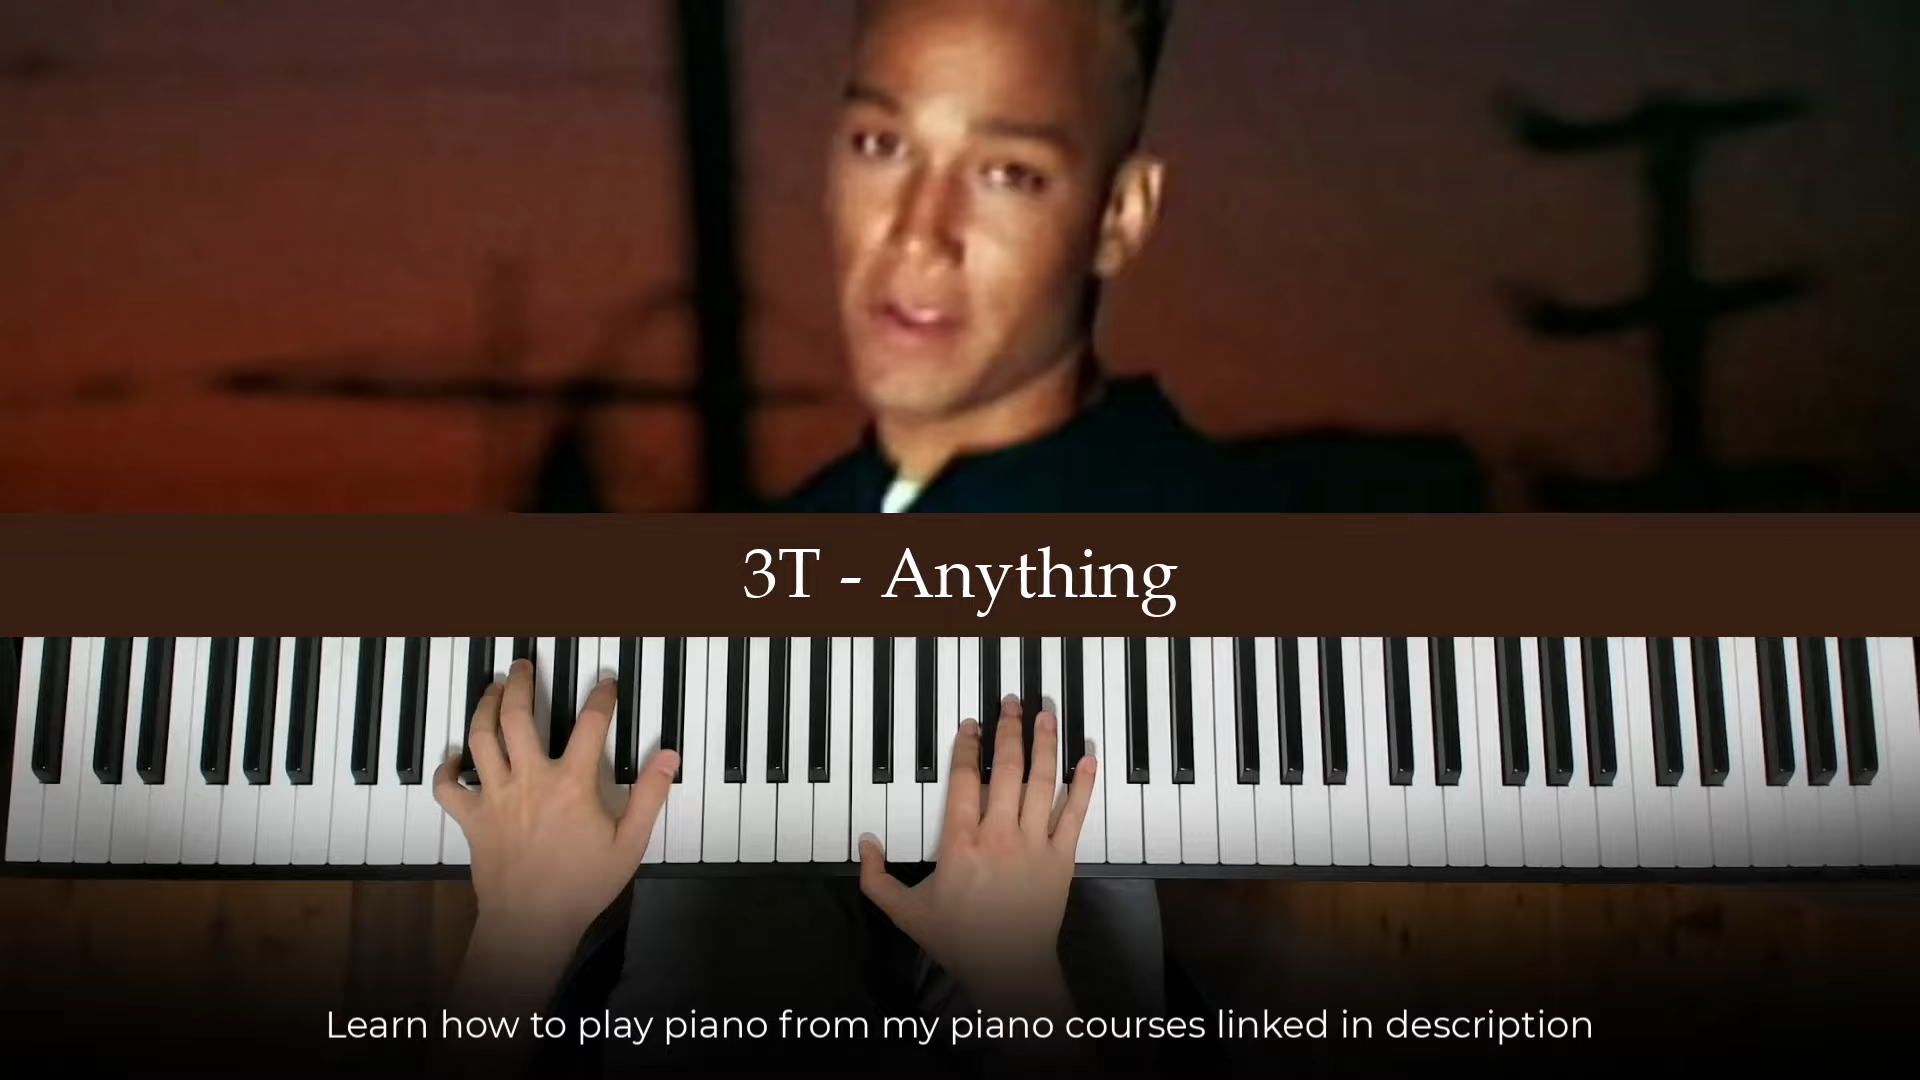 3T - Anything
Learn how to play piano from my piano courses linked in description